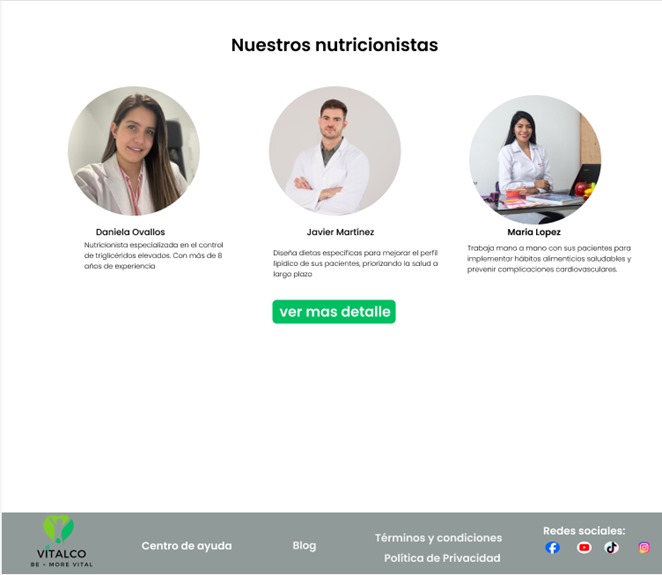 Nuestros nutricionistas
Daniela Ovallos
Nutricionista especializada en el control
de triglicéridos elevados. Con más de 8
años de experiencia
Javier Martínez
Diseña dietas específicas para mejorar el perfil
lipídico de sus pacientes, priorizando la salud a
largo plazo
Maria Lopez
Trabaja mano a mano con sus pacientes para
implementar hábitos alimenticios saludables y
prevenir complicaciones cardiovasculares.
ver mas detalle
VITALCO
BE - MORE VITAL
Centro de ayuda
Blog
Términos y condiciones
Política de Privacidad
Redes sociales: